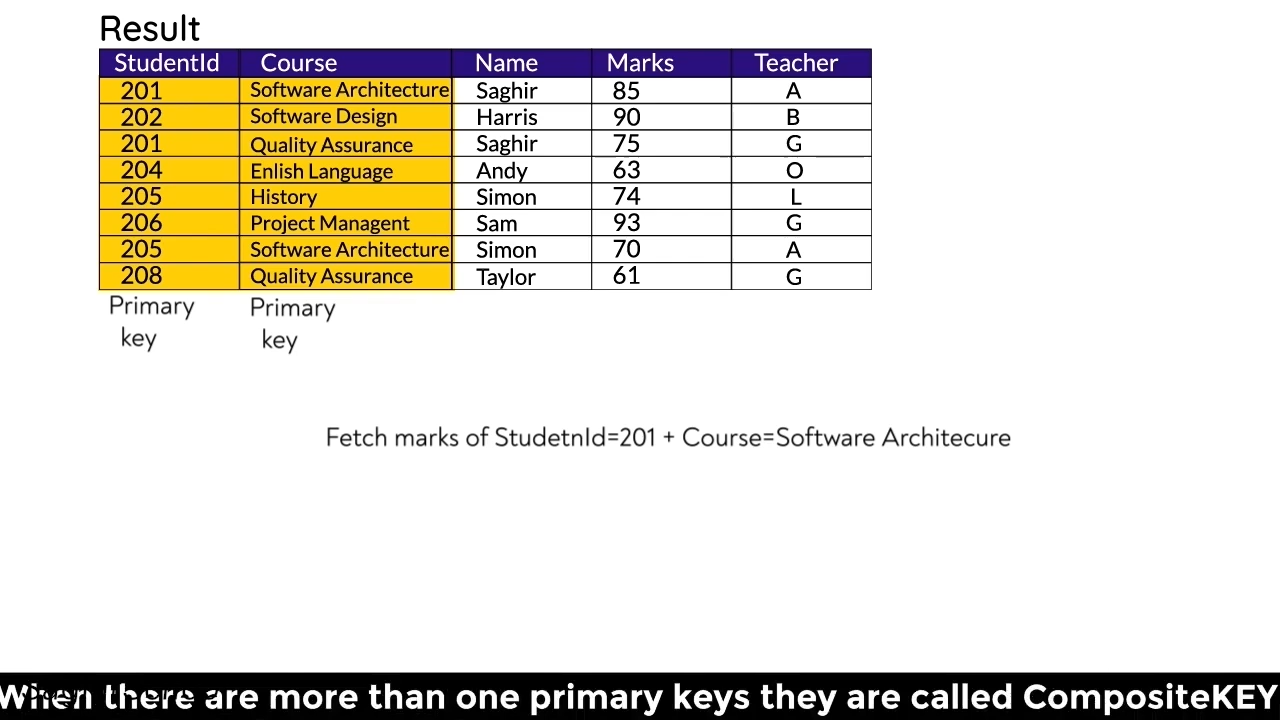 Result
StudentId Course Name Marks Teacher
201 Software Architecture Saghir 85 A
202 Software Design Harris 90 B
201 Quality Assurance Saghir 75 G
204 Enlish Language Andy 63 O
205 History Simon 74 L
206 Project Managent Sam 93 G
205 Software Architecture Simon 70 A
208 Quality Assurance Taylor 61 G
Primary Primary
key key
Fetch marks of StudetnId=201 + Course=Software Architecure
When there are more than one primary keys they are called CompositeKEY